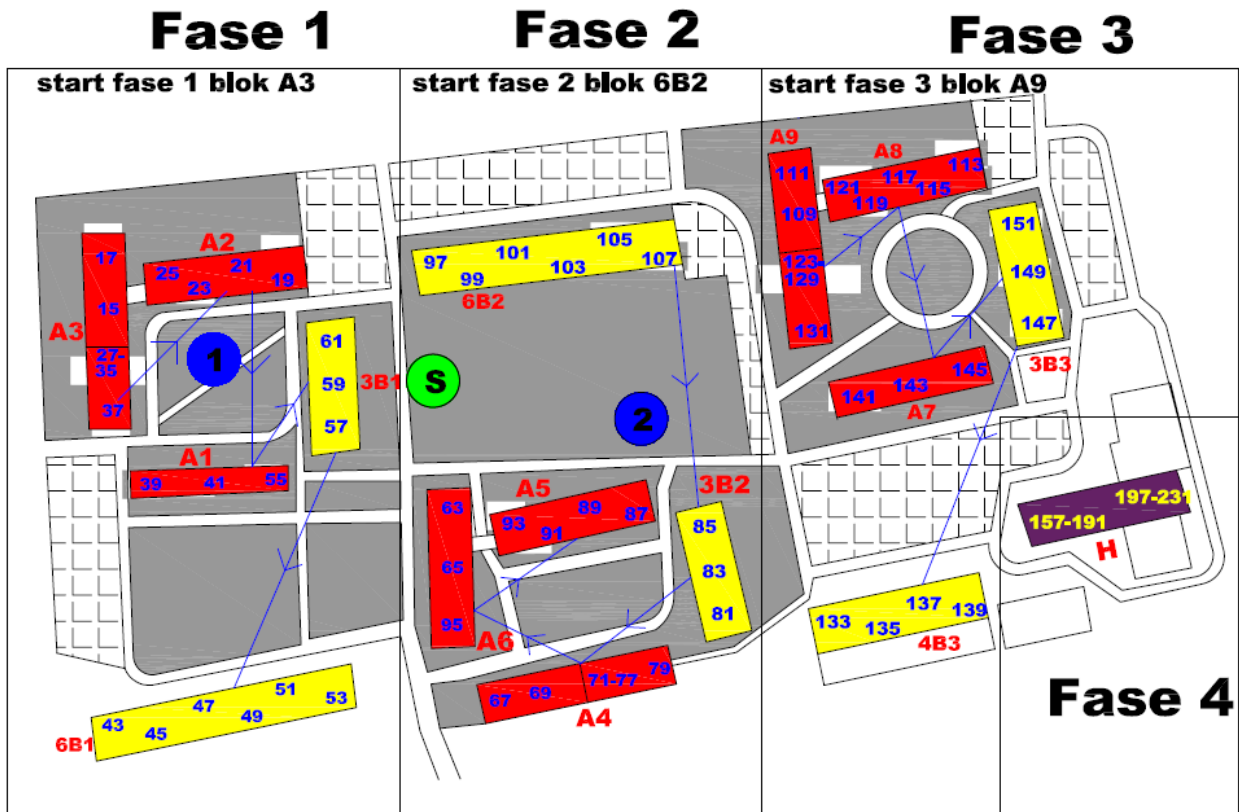 Fase 1
Fase 2
Fase 3
start fase 1 blok A3
start fase 2 blok 6B2
start fase 3 blok A9
17
15
A3
27-
35
37
A2
25
23
21
19
1
61
59
57
3B1
A1
39
41
55
43
45
47
49
51
53
6B1
97
99
101
103
105
107
6B2
S
2
63
65
95
A6
A5
93
91
89
87
3B2
85
83
81
67
69
71-77
79
A4
A9
111
109
123-
129
131
A8
121
119
117
115
113
151
149
147
3B3
141
143
145
A7
133
135
137
139
4B3
197-231
157-191
H
Fase 4